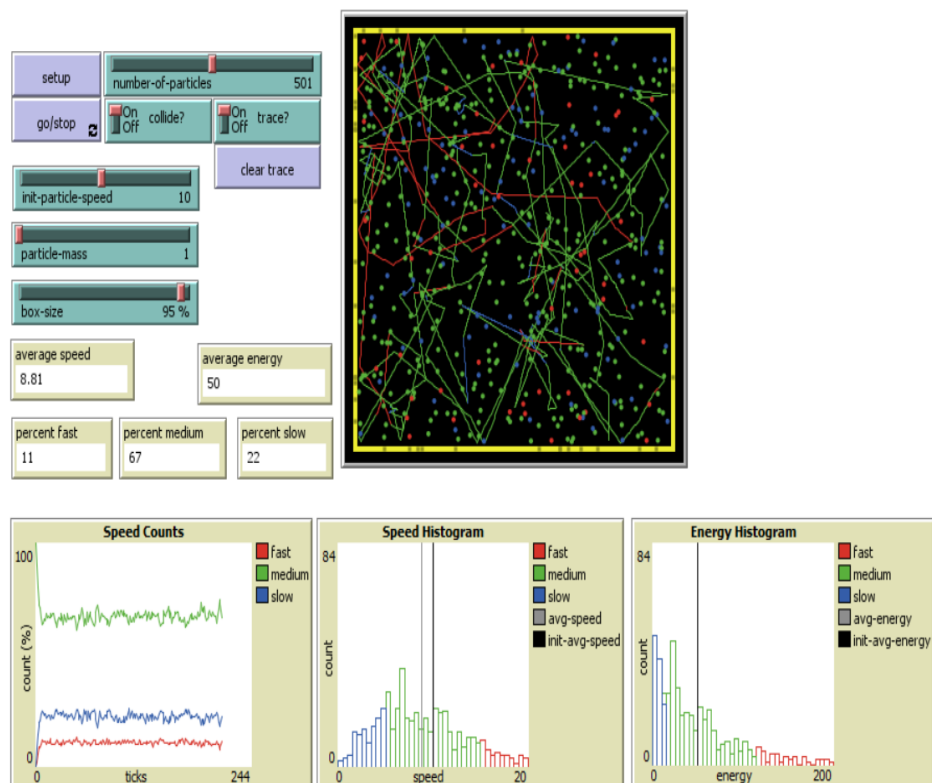 setup
number-of-particles 501
go/stop
On
Off
collide?
On
Off
trace?
clear trace
init-particle-speed 10
particle-mass 1
box-size 95 %
average speed
8.81
average energy
50
percent fast
11
percent medium
67
percent slow
22
Speed Counts
100
count (%)
0
0 ticks 244
fast
medium
slow
Speed Histogram
84
count
0
0 speed 20
fast
medium
slow
avg-speed
init-avg-speed
Energy Histogram
84
count
0
0 energy 200
fast
medium
slow
avg-energy
init-avg-energy